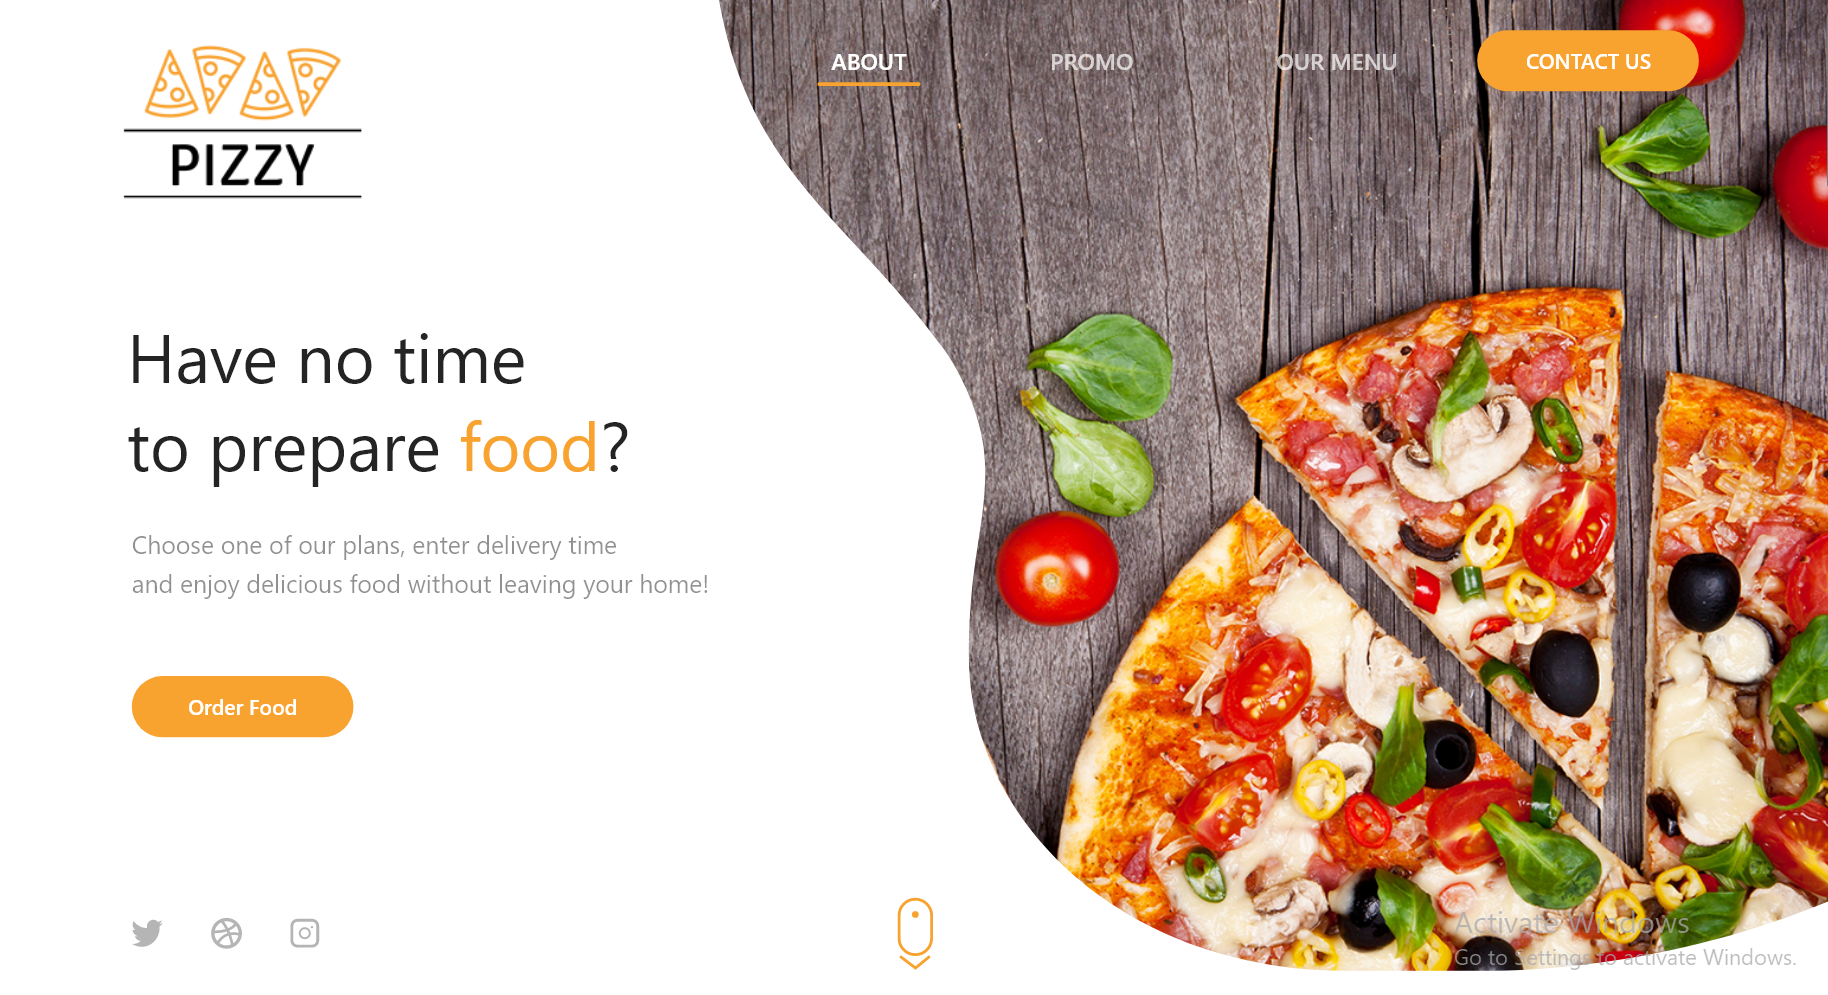 PIZZY
ABOUT
PROMO
OUR MENU
CONTACT US
Have no time
to prepare food?
Choose one of our plans, enter delivery time
and enjoy delicious food without leaving your home!
Order Food
Activate Windows
Go to Settings to activate Windows.